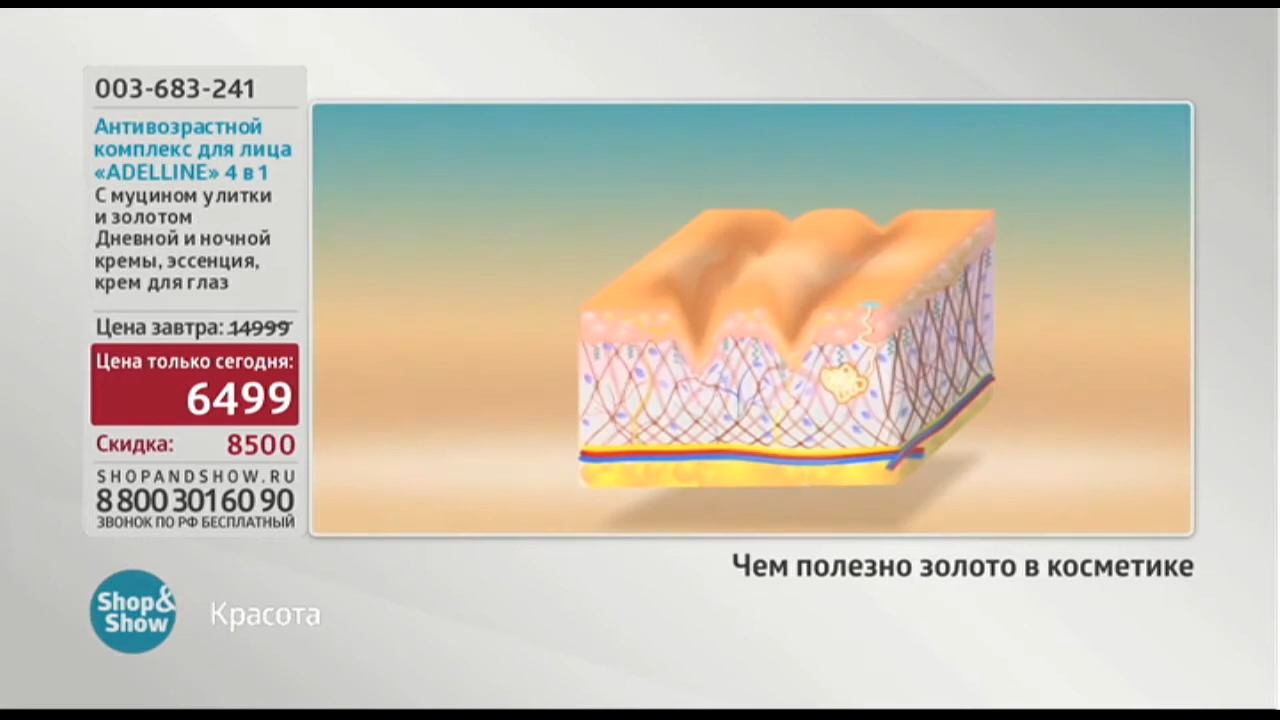 003-683-241
Антивозрастной
комплекс для лица
«ADELLINE» 4 в 1
С муцином улитки
и золотом
Дневной и ночной
кремы, эссенция,
крем для глаз
Цена завтра: 14999
Цена только сегодня:
6499
Скидка: 8500
SHOPANDSHOW.RU
8 800 301 60 90
ЗВОНОК ПО РФ БЕСПЛАТНЫЙ
Чем полезно золото в косметике
Shop&
Show
Красота